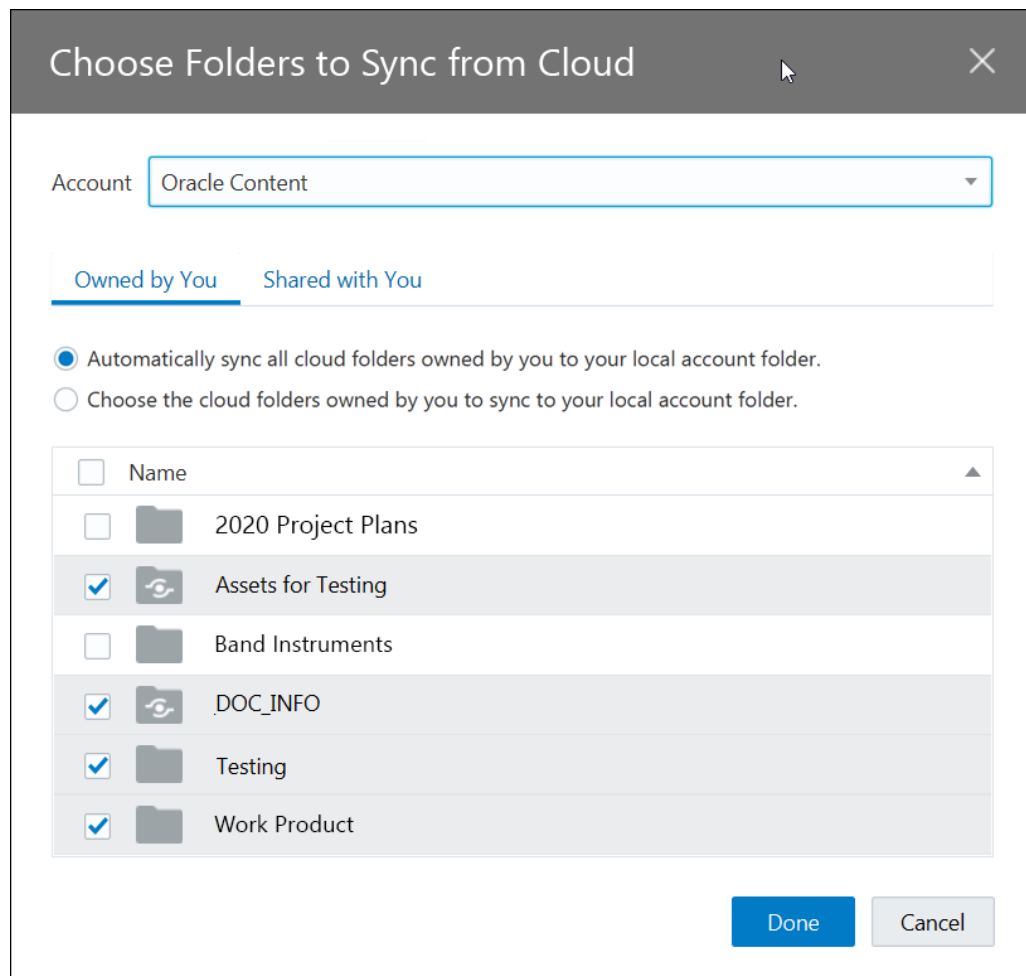 Choose Folders to Sync from Cloud
Account Oracle Content
Owned by You Shared with You
Automatically sync all cloud folders owned by you to your local account folder.
Choose the cloud folders owned by you to sync to your local account folder.
Name
2020 Project Plans
Assets for Testing
Band Instruments
DOC_INFO
Testing
Work Product
Done Cancel